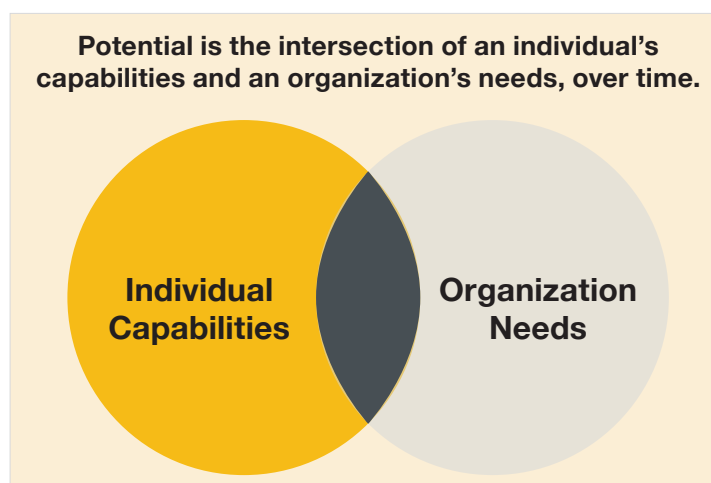 Potential is the intersection of an individual’s
capabilities and an organization’s needs, over time.
Individual
Capabilities
Organization
Needs